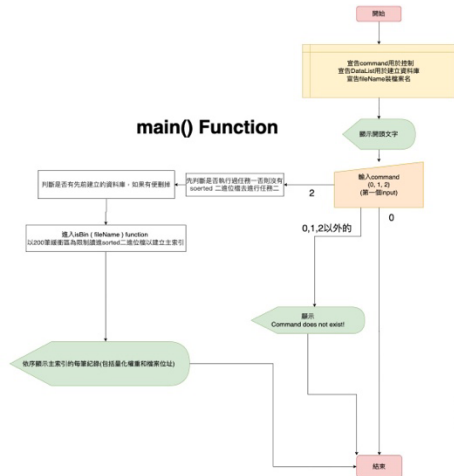 開始
宣告command用於控制
宣告DataList用於建立資料庫
宣告fileName裝檔案名
main() Function
顯示開頭文字
判斷是否有先前建立的資料庫，如果有便刪掉
先判斷是否執行過任務一否則沒有
soerted 二進位檔去進行任務二
2
輸入command
(0, 1, 2)
(第一個input)
0
0,1,2以外的
進入isBin ( fileName ) function
以200筆緩衝區為限制讀進sorted二進位檔以建立主索引
顯示
Command does not exist!
依序顯示主索引的每筆紀錄(包括量化權重和檔案位址)
結束